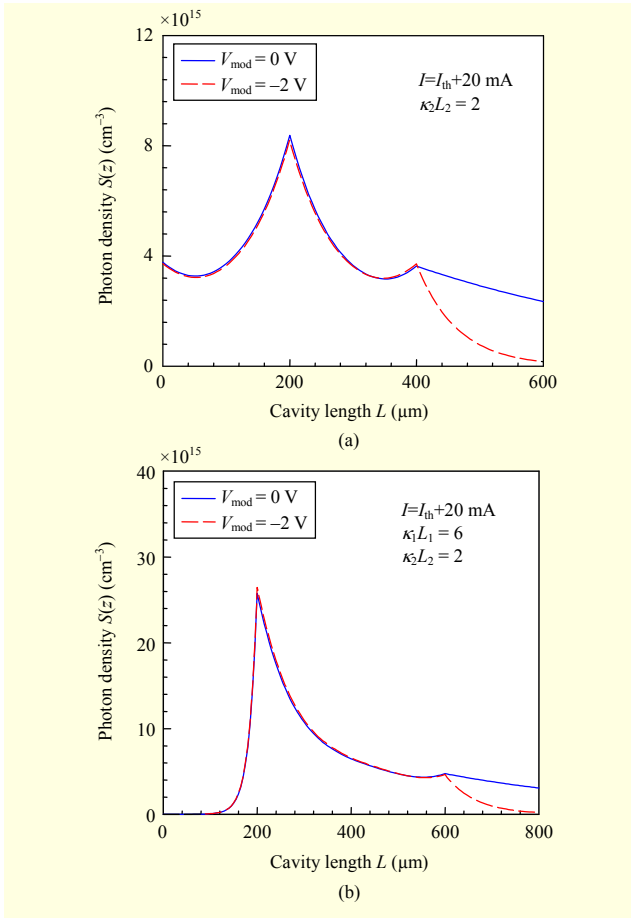 ×10¹⁵
12
8
4
0
Photon density S(z) (cm⁻³)
V_mod = 0 V
V_mod = −2 V
I=I_th+20 mA
κ₂L₂ = 2
0 200 400 600
Cavity length L (μm)
(a)
×10¹⁵
40
30
20
10
0
Photon density S(z) (cm⁻³)
V_mod = 0 V
V_mod = −2 V
I=I_th+20 mA
κ₁L₁ = 6
κ₂L₂ = 2
0 200 400 600 800
Cavity length L (μm)
(b)